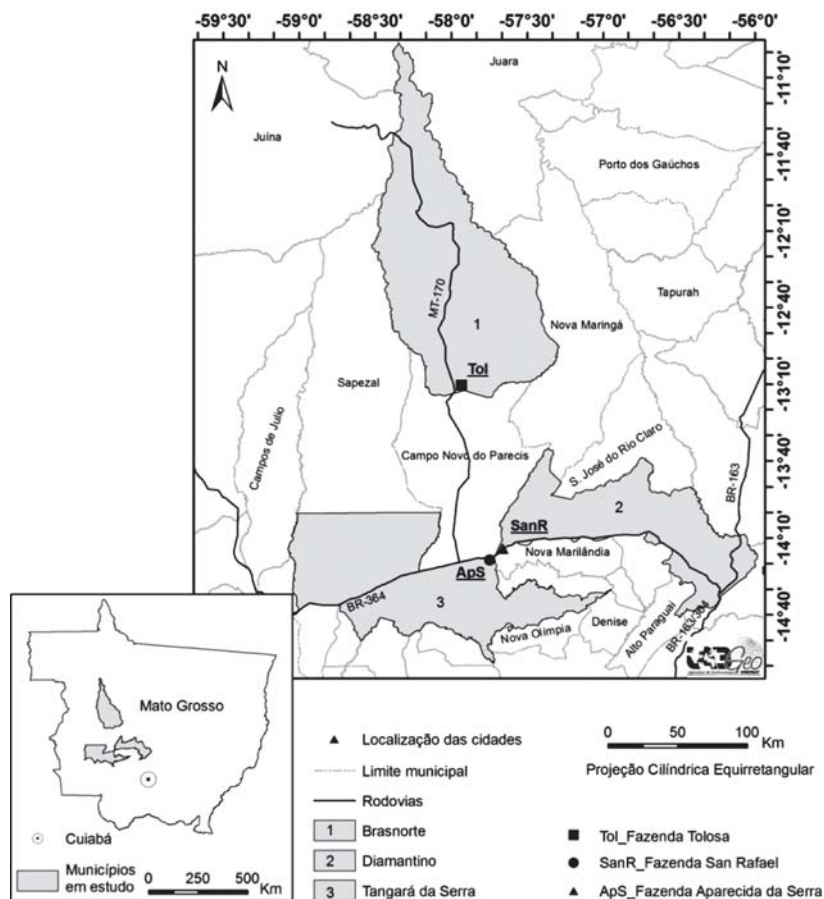 -59°30' -59°0' -58°30' -58°0' -57°30' -57°0' -56°30' -56°0'
N
Juara
-11°10'
Juína
-11°40'
Porto dos Gaúchos
-12°10'
Tapurah
-12°40'
MT-170
1
Nova Maringá
Tol
-13°10'
Sapezal
Campos de Julio
Campo Novo do Parecis
S. José do Rio Claro
-13°40'
BR-163
2
SanR
-14°10'
Nova Marilândia
ApS
BR-364
3
Nova Olímpia
Denise
Alto Paraguai
BR-163/364
-14°40'
Geo
Mato Grosso
Cuiabá
Municípios
em estudo
0 250 500
Km
Localização das cidades
Limite municipal
Rodovias
1 Brasnorte
2 Diamantino
3 Tangará da Serra
0 25 50 100
Km
Projeção Cilíndrica Equirretangular
Tol_Fazenda Tolosa
SanR_Fazenda San Rafael
ApS_Fazenda Aparecida da Serra